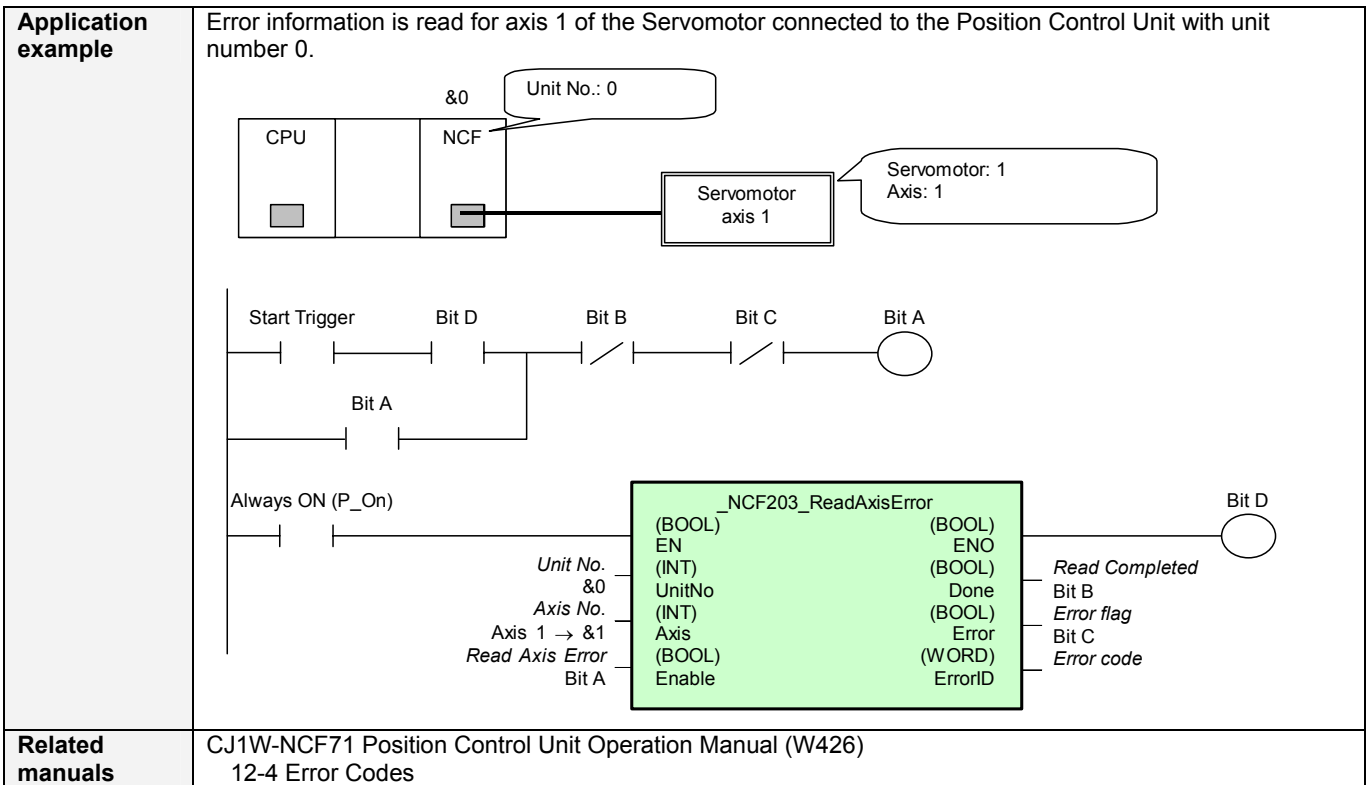 Application example
Error information is read for axis 1 of the Servomotor connected to the Position Control Unit with unit
number 0.
&0
Unit No.: 0
CPU
NCF
Servomotor: 1
Axis: 1
Servomotor
axis 1
Start Trigger
Bit D
Bit B
Bit C
Bit A
Bit A
Always ON (P_On)
_NCF203_ReadAxisError
Bit D
(BOOL)
(BOOL)
EN
ENO
Unit No.
(INT)
(BOOL)
Read Completed
&0
UnitNo
Done
Bit B
Axis No.
(INT)
(BOOL)
Error flag
Axis 1 → &1
Axis
Error
Bit C
Read Axis Error
(BOOL)
(WORD)
Error code
Bit A
Enable
ErrorID
Related manuals
CJ1W-NCF71 Position Control Unit Operation Manual (W426)
12-4 Error Codes